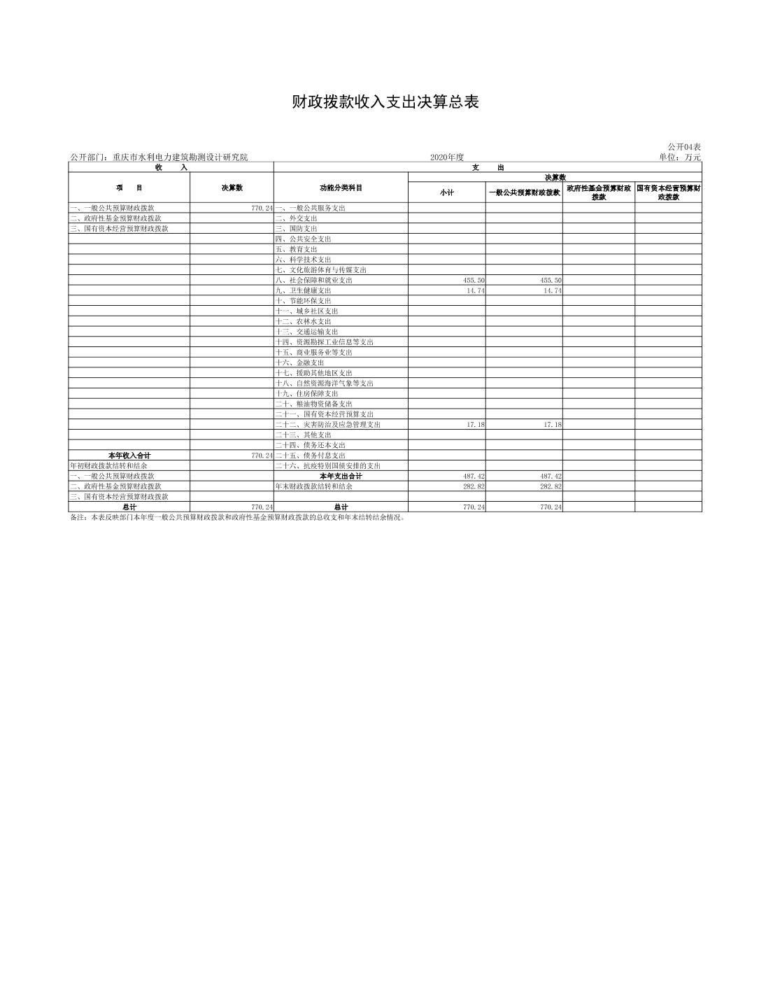 财政拨款收入支出决算总表
公开04表
公开部门：重庆市水利电力建筑勘测设计研究院 2020年度 单位：万元
收 入 支 出
项 目 决算数 功能分类科目 决算数
小计 一般公共预算财政拨款 政府性基金预算财政拨款 国有资本经营预算财政拨款
一、一般公共预算财政拨款 770.24 一、一般公共服务支出
二、政府性基金预算财政拨款 二、外交支出
三、国有资本经营预算财政拨款 三、国防支出
四、公共安全支出
五、教育支出
六、科学技术支出
七、文化旅游体育与传媒支出
八、社会保障和就业支出 455.50 455.50
九、卫生健康支出 14.74 14.74
十、节能环保支出
十一、城乡社区支出
十二、农林水支出
十三、交通运输支出
十四、资源勘探工业信息等支出
十五、商业服务业等支出
十六、金融支出
十七、援助其他地区支出
十八、自然资源海洋气象等支出
十九、住房保障支出
二十、粮油物资储备支出
二十一、国有资本经营预算支出
二十二、灾害防治及应急管理支出 17.18 17.18
二十三、其他支出
二十四、债务还本支出
本年收入合计 770.24 二十五、债务付息支出
年初财政拨款结转和结余 二十六、抗疫特别国债安排的支出
一、一般公共预算财政拨款 本年支出合计 487.42 487.42
二、政府性基金预算财政拨款 年末财政拨款结转和结余 282.82 282.82
三、国有资本经营预算财政拨款
总计 770.24 总计 770.24 770.24
备注：本表反映部门本年度一般公共预算财政拨款和政府性基金预算财政拨款的总收支和年末结转结余情况。